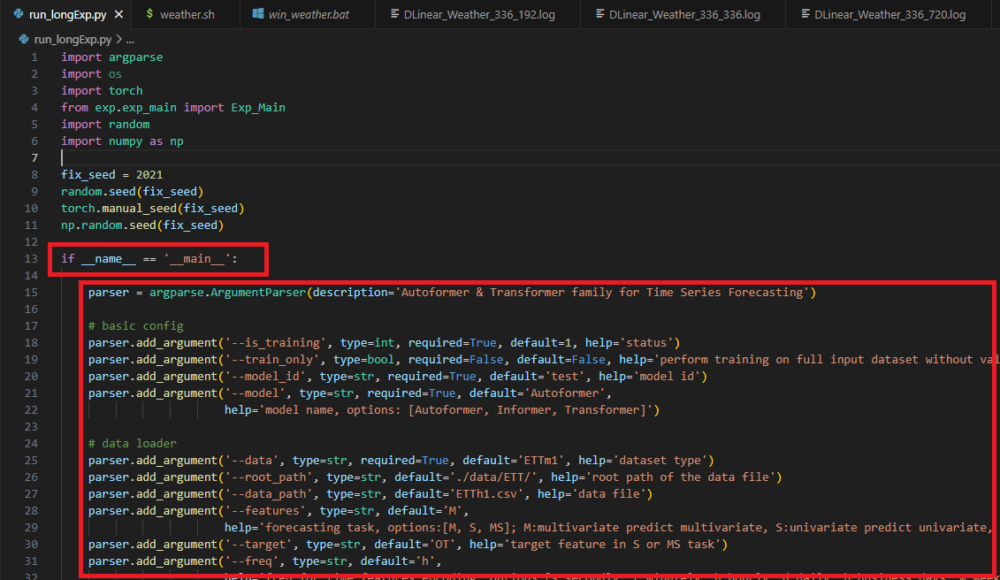 run_longExp.py
weather.sh
win_weather.bat
DLinear_Weather_336_192.log
DLinear_Weather_336_336.log
DLinear_Weather_336_720.log
run_longExp.py > ...
1 import argparse
2 import os
3 import torch
4 from exp.exp_main import Exp_Main
5 import random
6 import numpy as np
7
8 fix_seed = 2021
9 random.seed(fix_seed)
10 torch.manual_seed(fix_seed)
11 np.random.seed(fix_seed)
12
13 if __name__ == '__main__':
14
15 parser = argparse.ArgumentParser(description='Autoformer & Transformer family for Time Series Forecasting')
16
17 # basic config
18 parser.add_argument('--is_training', type=int, required=True, default=1, help='status')
19 parser.add_argument('--train_only', type=bool, required=False, default=False, help='perform training on full input dataset without
20 parser.add_argument('--model_id', type=str, required=True, default='test', help='model id')
21 parser.add_argument('--model', type=str, required=True, default='Autoformer',
22 help='model name, options: [Autoformer, Informer, Transformer]')
23
24 # data loader
25 parser.add_argument('--data', type=str, required=True, default='ETTm1', help='dataset type')
26 parser.add_argument('--root_path', type=str, default='./data/ETT/', help='root path of the data file')
27 parser.add_argument('--data_path', type=str, default='ETTh1.csv', help='data file')
28 parser.add_argument('--features', type=str, default='M',
29 help='forecasting task, options:[M, S, MS]; M:multivariate predict multivariate, S:univariate predict univariate,
30 parser.add_argument('--target', type=str, default='OT', help='target feature in S or MS task')
31 parser.add_argument('--freq', type=str, default='h',
32